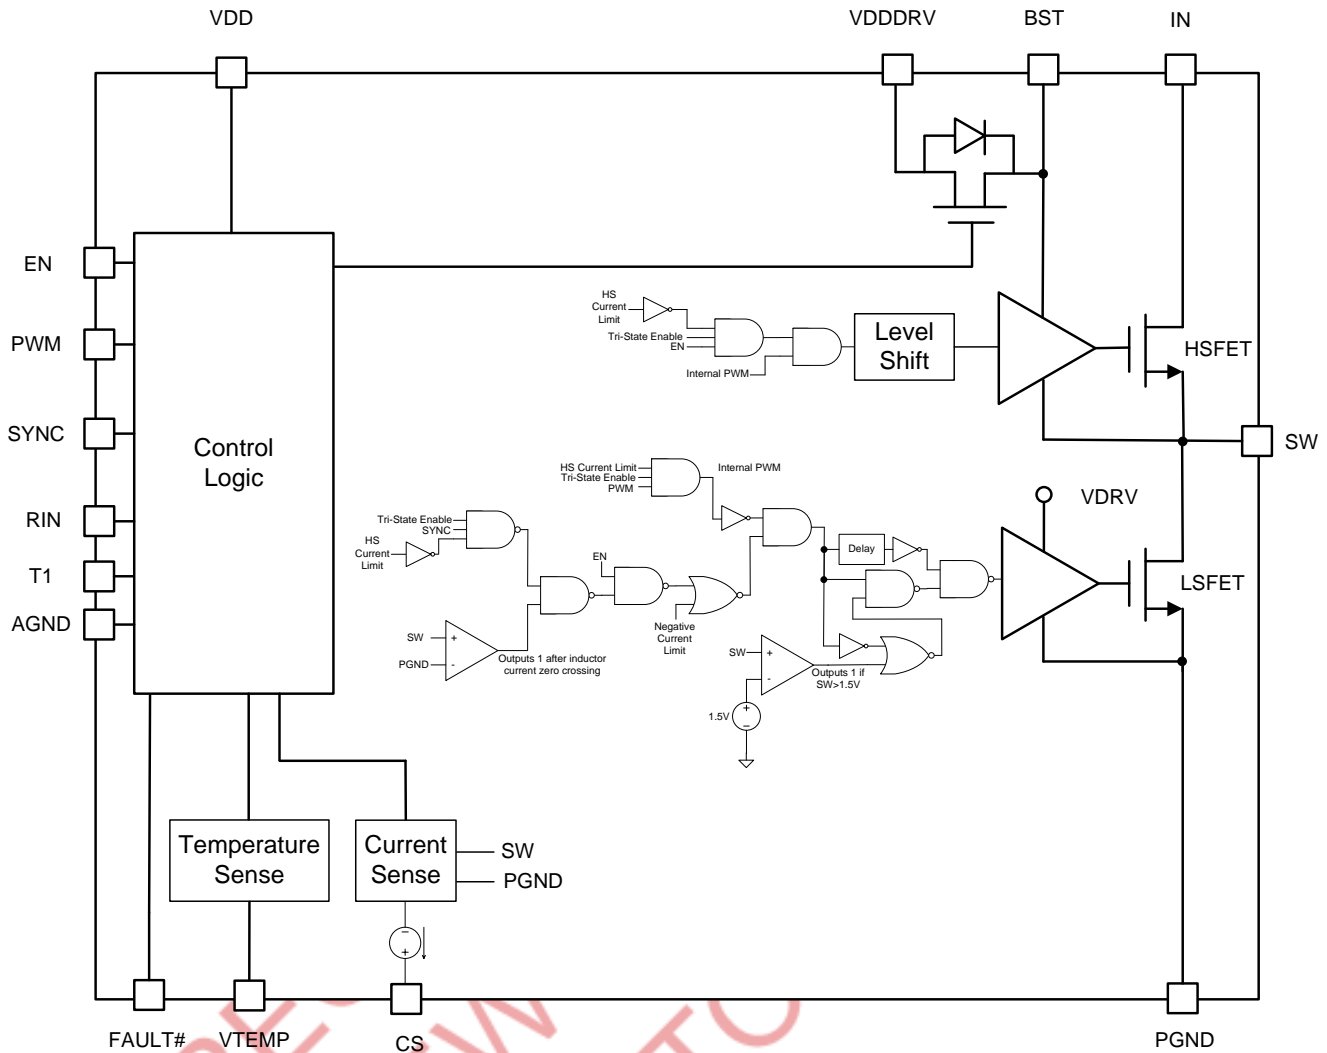 VDD
VDDDRV
BST
IN
EN
PWM
SYNC
RIN
T1
AGND
Control
Logic
HS
Current
Limit
Tri-State Enable
EN
Internal PWM
Level
Shift
HSFET
SW
HS Current Limit
Tri-State Enable
PWM
Internal PWM
VDRV
Tri-State Enable
SYNC
HS
Current
Limit
EN
Delay
LSFET
Negative
Current
Limit
SW
+
PGND
-
Outputs 1 after inductor
current zero crossing
SW
+
-
Outputs 1 if
SW>1.5V
1.5V
+
−
Temperature
Sense
Current
Sense
SW
PGND
−
+
FAULT#
VTEMP
CS
PGND